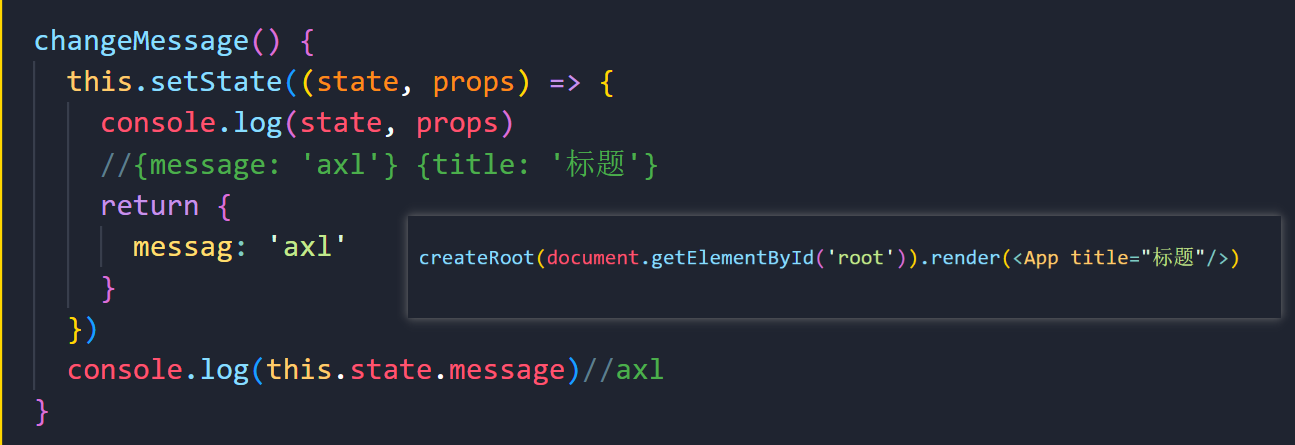 changeMessage() {
this.setState((state, props) => {
console.log(state, props)
//{message: 'axl'} {title: '标题'}
return {
messag: 'axl'
}
})
console.log(this.state.message)//axl
}
createRoot(document.getElementById('root')).render(<App title="标题"/>)